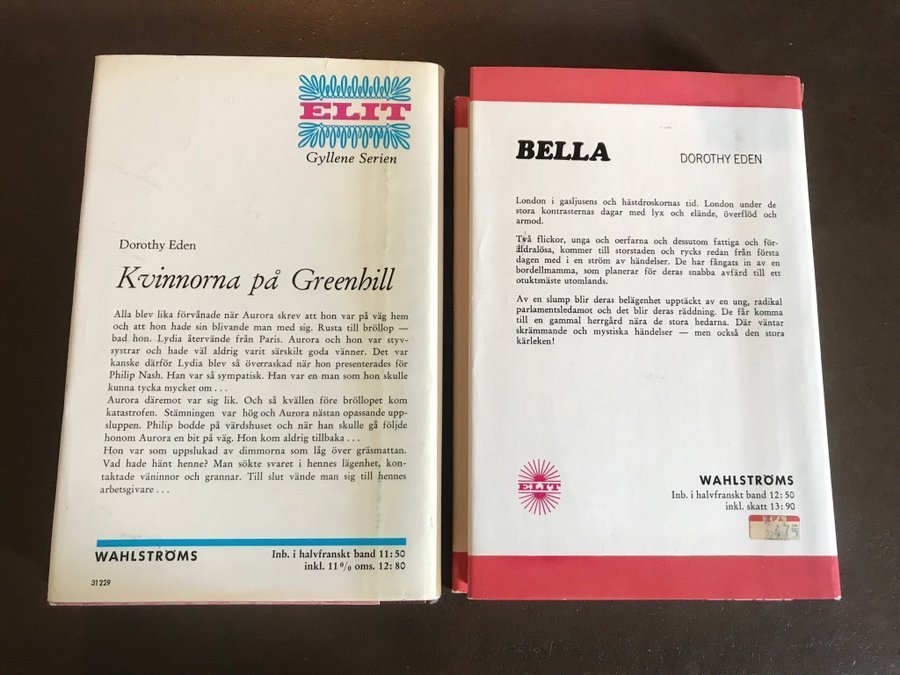 ELIT
Gyllene Serien
Dorothy Eden
Kvinnorna på Greenhill
Alla blev lika förvånade när Aurora skrev att hon var på väg hem
och att hon hade sin blivande man med sig. Rusta till bröllop —
bad hon. Lydia återvände från Paris. Aurora och hon var styv-
systrar och hade väl aldrig varit särskilt goda vänner. Det var
kanske därför Lydia blev så överraskad när hon presenterades för
Philip Nash. Han var så sympatisk. Han var en man som hon skulle
kunna tycka mycket om . . .
Aurora däremot var sig lik. Och så kvällen före bröllopet kom
katastrofen. Stämningen var hög och Aurora nästan opassande upp-
sluppen. Philip bodde på värdshuset och när han skulle gå följde
honom Aurora en bit på väg. Hon kom aldrig tillbaka . . .
Hon var som uppslukad av dimmorna som låg över gräsmattan.
Vad hade hänt henne? Man sökte svaret i hennes lägenhet, kon-
taktade väninnor och grannar. Till slut vände man sig till hennes
arbetsgivare . . .
WAHLSTRÖMS
Inb. i halvfranskt band 11:50
inkl. 11 % oms. 12:80
31229
BELLA
DOROTHY EDEN
London i gasljusens och hästdroskornas tid. London under de
stora kontrasternas dagar med lyx och elände, överflöd och
armod.
Två flickor, unga och oerfarna och dessutom fattiga och för-
äldralösa, kommer till storstaden och rycks redan från första
dagen med i en ström av händelser. De har fångats in av en
bordellmamma, som planerar för deras snabba avfärd till ett
otuktsnäste utomlands.
Av en slump blir deras belägenhet upptäckt av en ung, radikal
parlamentsledamot och det blir deras räddning. De får komma
till en gammal herrgård nära de stora hedarna. Där väntar
skrämmande och mystiska händelser — men också den stora
kärleken!
ELIT
WAHLSTRÖMS
Inb. i halvfranskt band 12:50
inkl. skatt 13:90